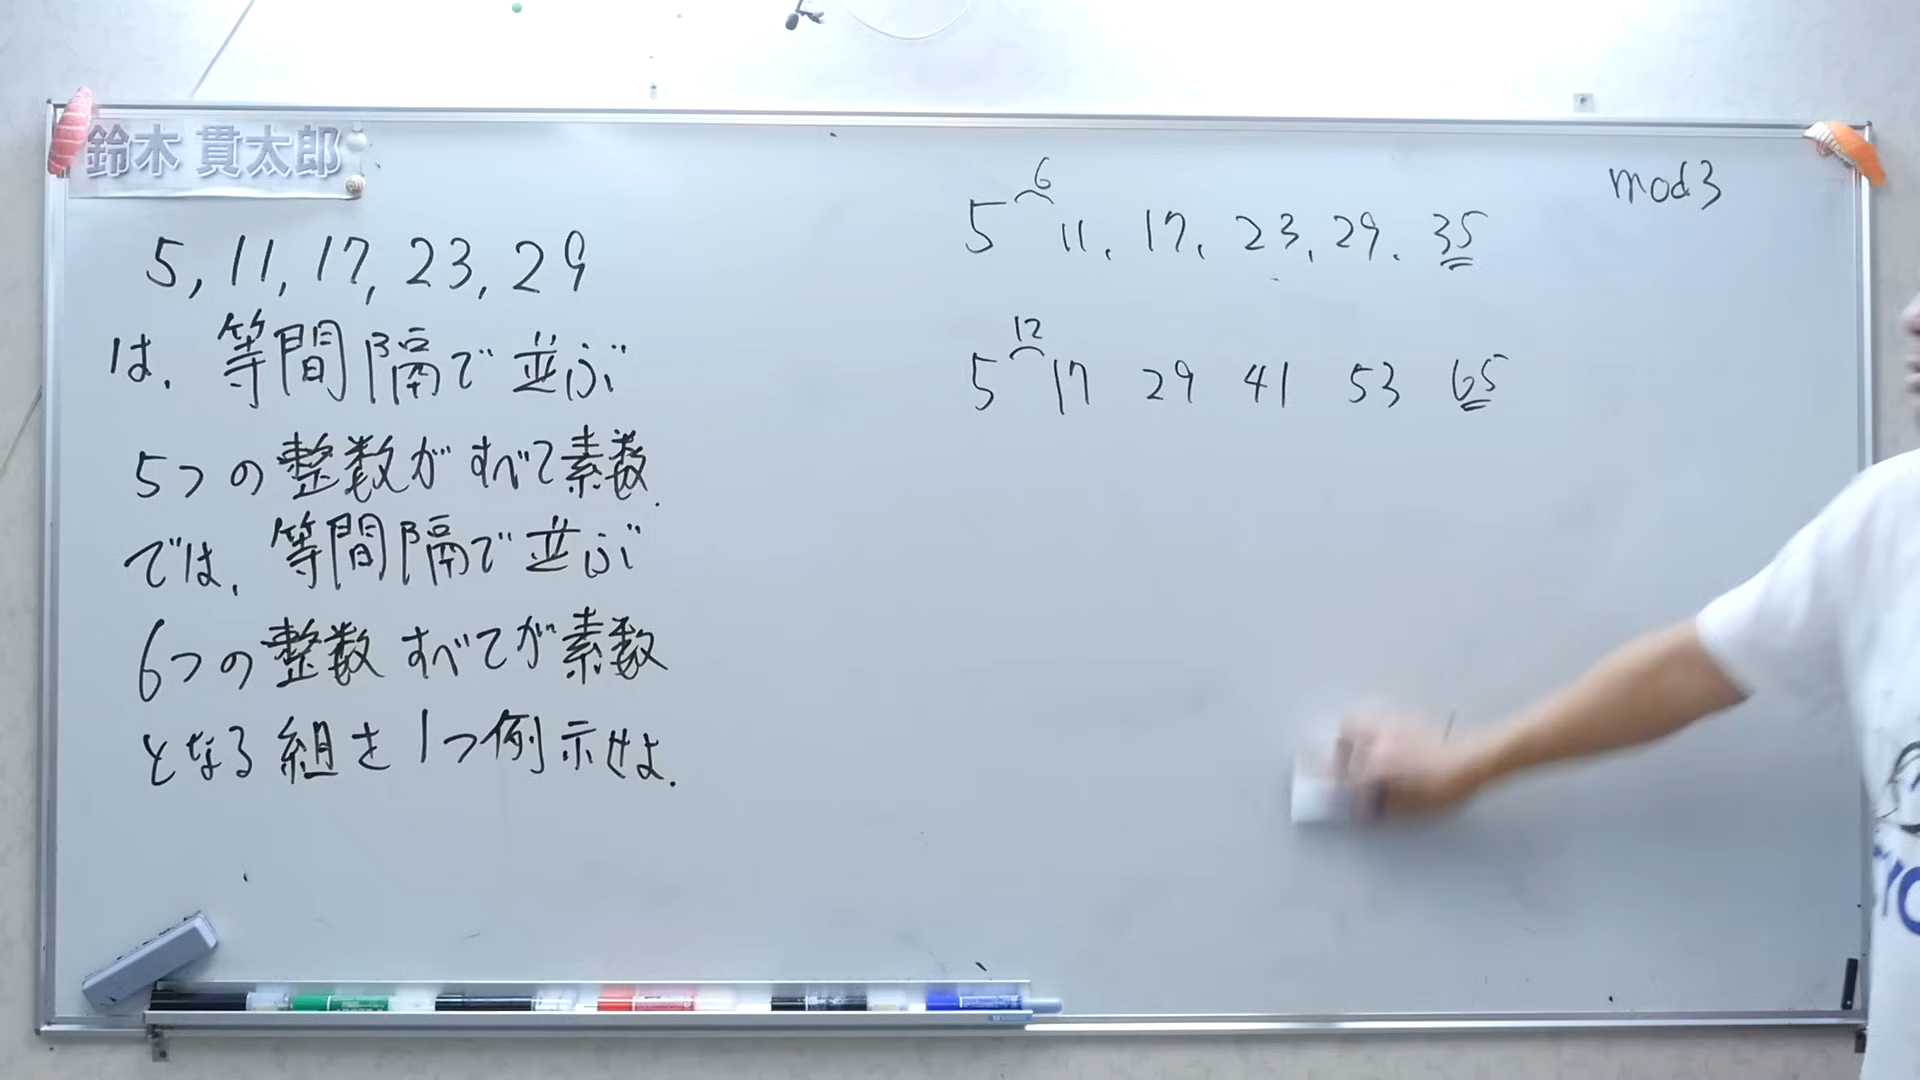 鈴木 貫太郎
5, 11, 17, 23, 29
は、等間隔で並ぶ
5つの整数がすべて素数.
では、等間隔で並ぶ
6つの整数すべてが素数
となる組を1つ例示せよ.
6
5 11, 17, 23, 29, 35
12
5 17 29 41 53 65
mod3